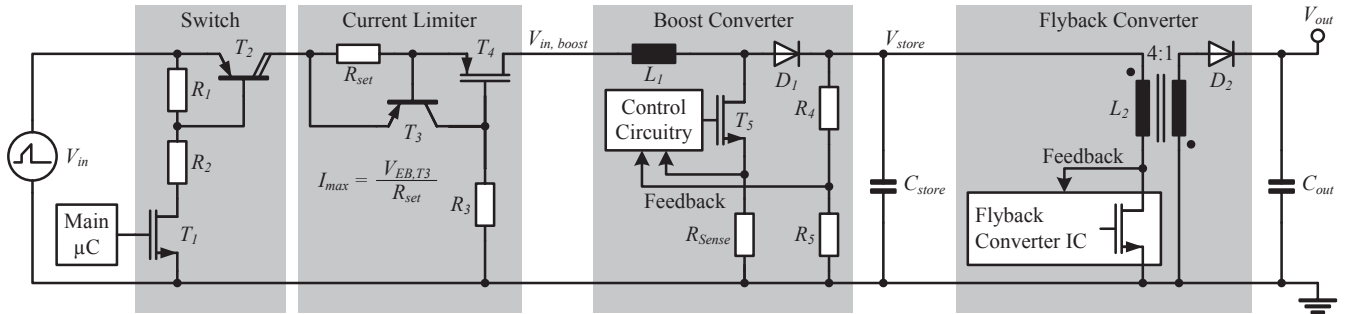 Switch
Current Limiter
Boost Converter
Flyback Converter
V_out
T_2
T_4
V_in, boost
V_store
4:1
R_set
L_1
D_1
D_2
R_1
T_3
Control
Circuitry
T_5
R_4
L_2
V_in
R_2
I_max = V_EB,T3 / R_set
Feedback
Feedback
C_store
C_out
Main
µC
T_1
R_3
R_Sense
R_5
Flyback
Converter IC